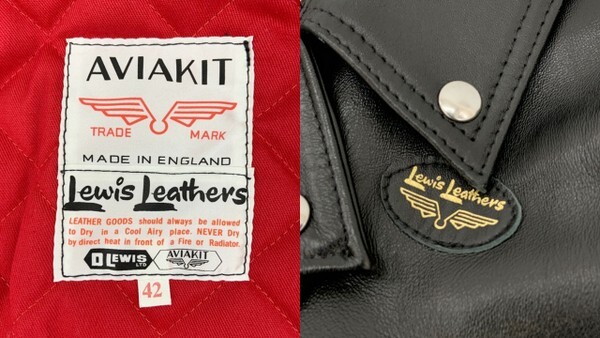 AVIAKIT
TRADE MARK
MADE IN ENGLAND
Lewis Leathers
LEATHER GOODS should always be allowed
to Dry in a Cool Airy place. NEVER Dry
by direct heat in front of a Fire or Radiator.
D LEWIS LTD AVIAKIT
42
Lewis Leathers